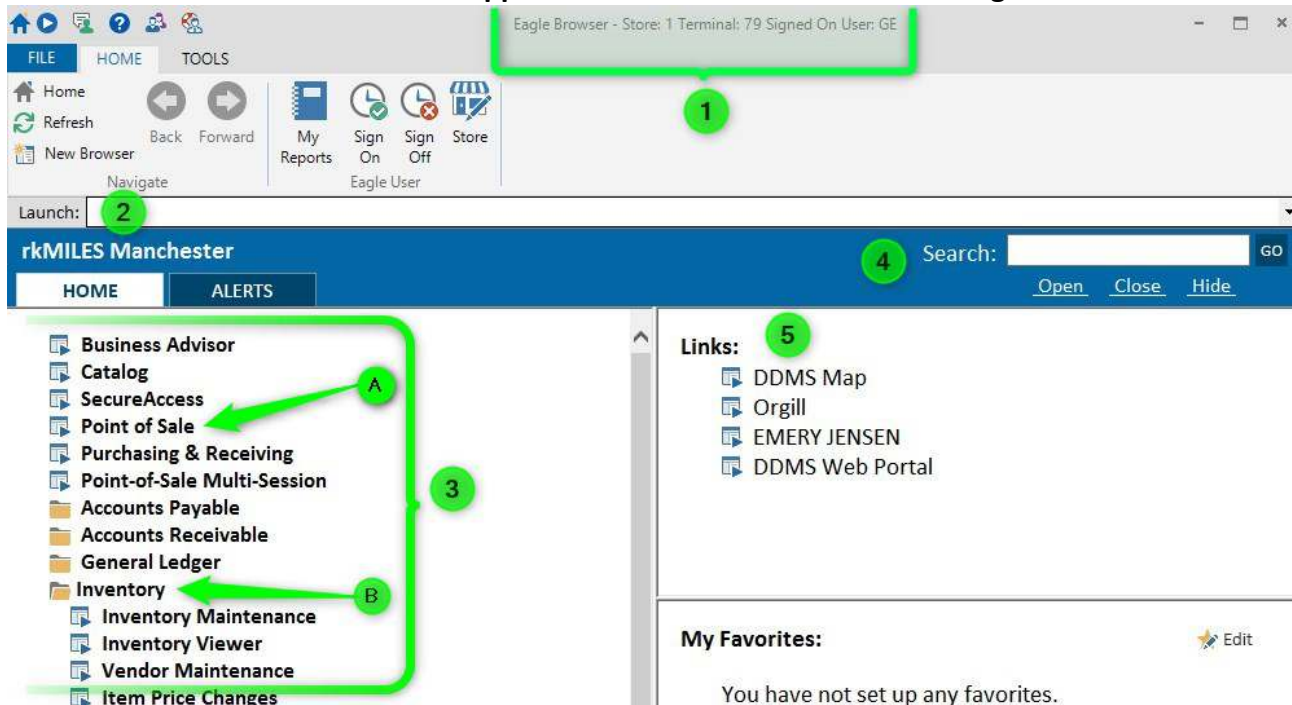 Eagle Browser - Store: 1 Terminal: 79 Signed On User: GE
FILE HOME TOOLS
1
Home
Refresh
New Browser
Back Forward
My Reports
Sign On
Sign Off
Store
Navigate
Eagle User
Launch: 2
rkMILES Manchester
4 Search: GO
HOME ALERTS
Open Close Hide
Business Advisor
Catalog
A
SecureAccess
Point of Sale
Purchasing & Receiving
Point-of-Sale Multi-Session
3
Accounts Payable
Accounts Receivable
General Ledger
Inventory
B
Inventory Maintenance
Inventory Viewer
Vendor Maintenance
Item Price Changes
Links: 5
DDMS Map
Orgill
EMERY JENSEN
DDMS Web Portal
My Favorites: Edit
You have not set up any favorites.